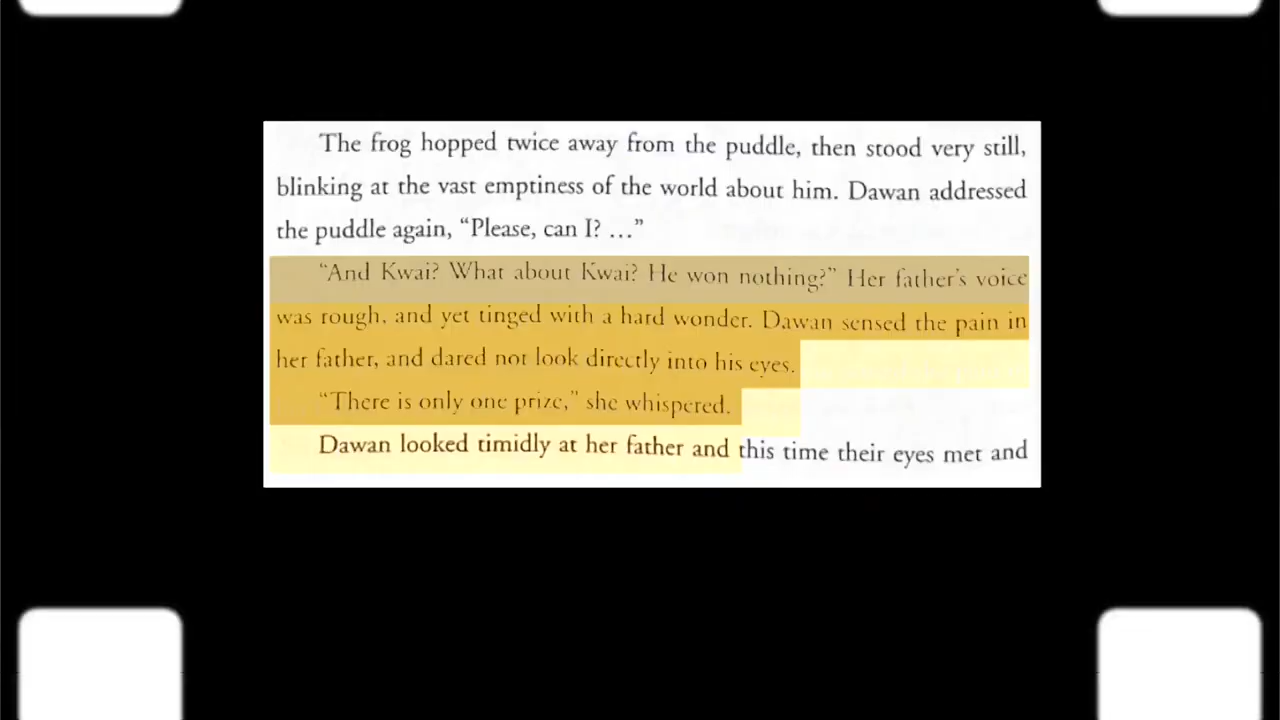 The frog hopped twice away from the puddle, then stood very still,
blinking at the vast emptiness of the world about him. Dawan addressed
the puddle again, “Please, can I? ...”
“And Kwai? What about Kwai? He won nothing?” Her father’s voice
was rough, and yet tinged with a hard wonder. Dawan sensed the pain in
her father, and dared not look directly into his eyes.
“There is only one prize,” she whispered.
Dawan looked timidly at her father and this time their eyes met and